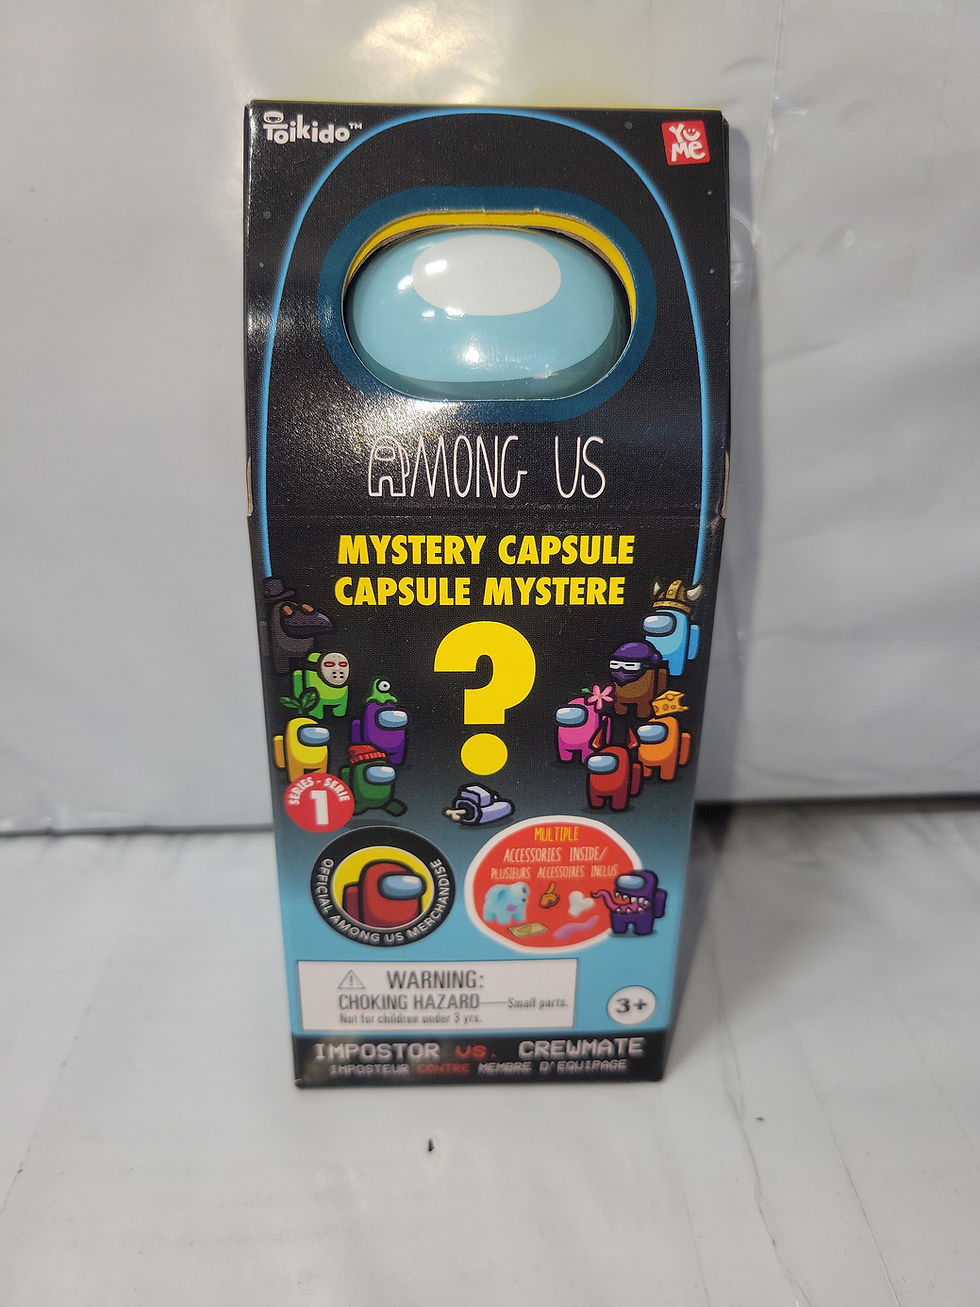 Toikido™
YuMe
AMONG US
MYSTERY CAPSULE
CAPSULE MYSTERE
?
SERIES - SERIE
1
OFFICIAL AMONG US MERCHANDISE
MULTIPLE
ACCESSORIES INSIDE/
PLUSIEURS ACCESSOIRES INCLUS
WARNING:
CHOKING HAZARD—Small parts.
Not for children under 3 yrs.
3+
IMPOSTOR VS. CREWMATE
IMPOSTEUR CONTRE MEMBRE D'EQUIPAGE